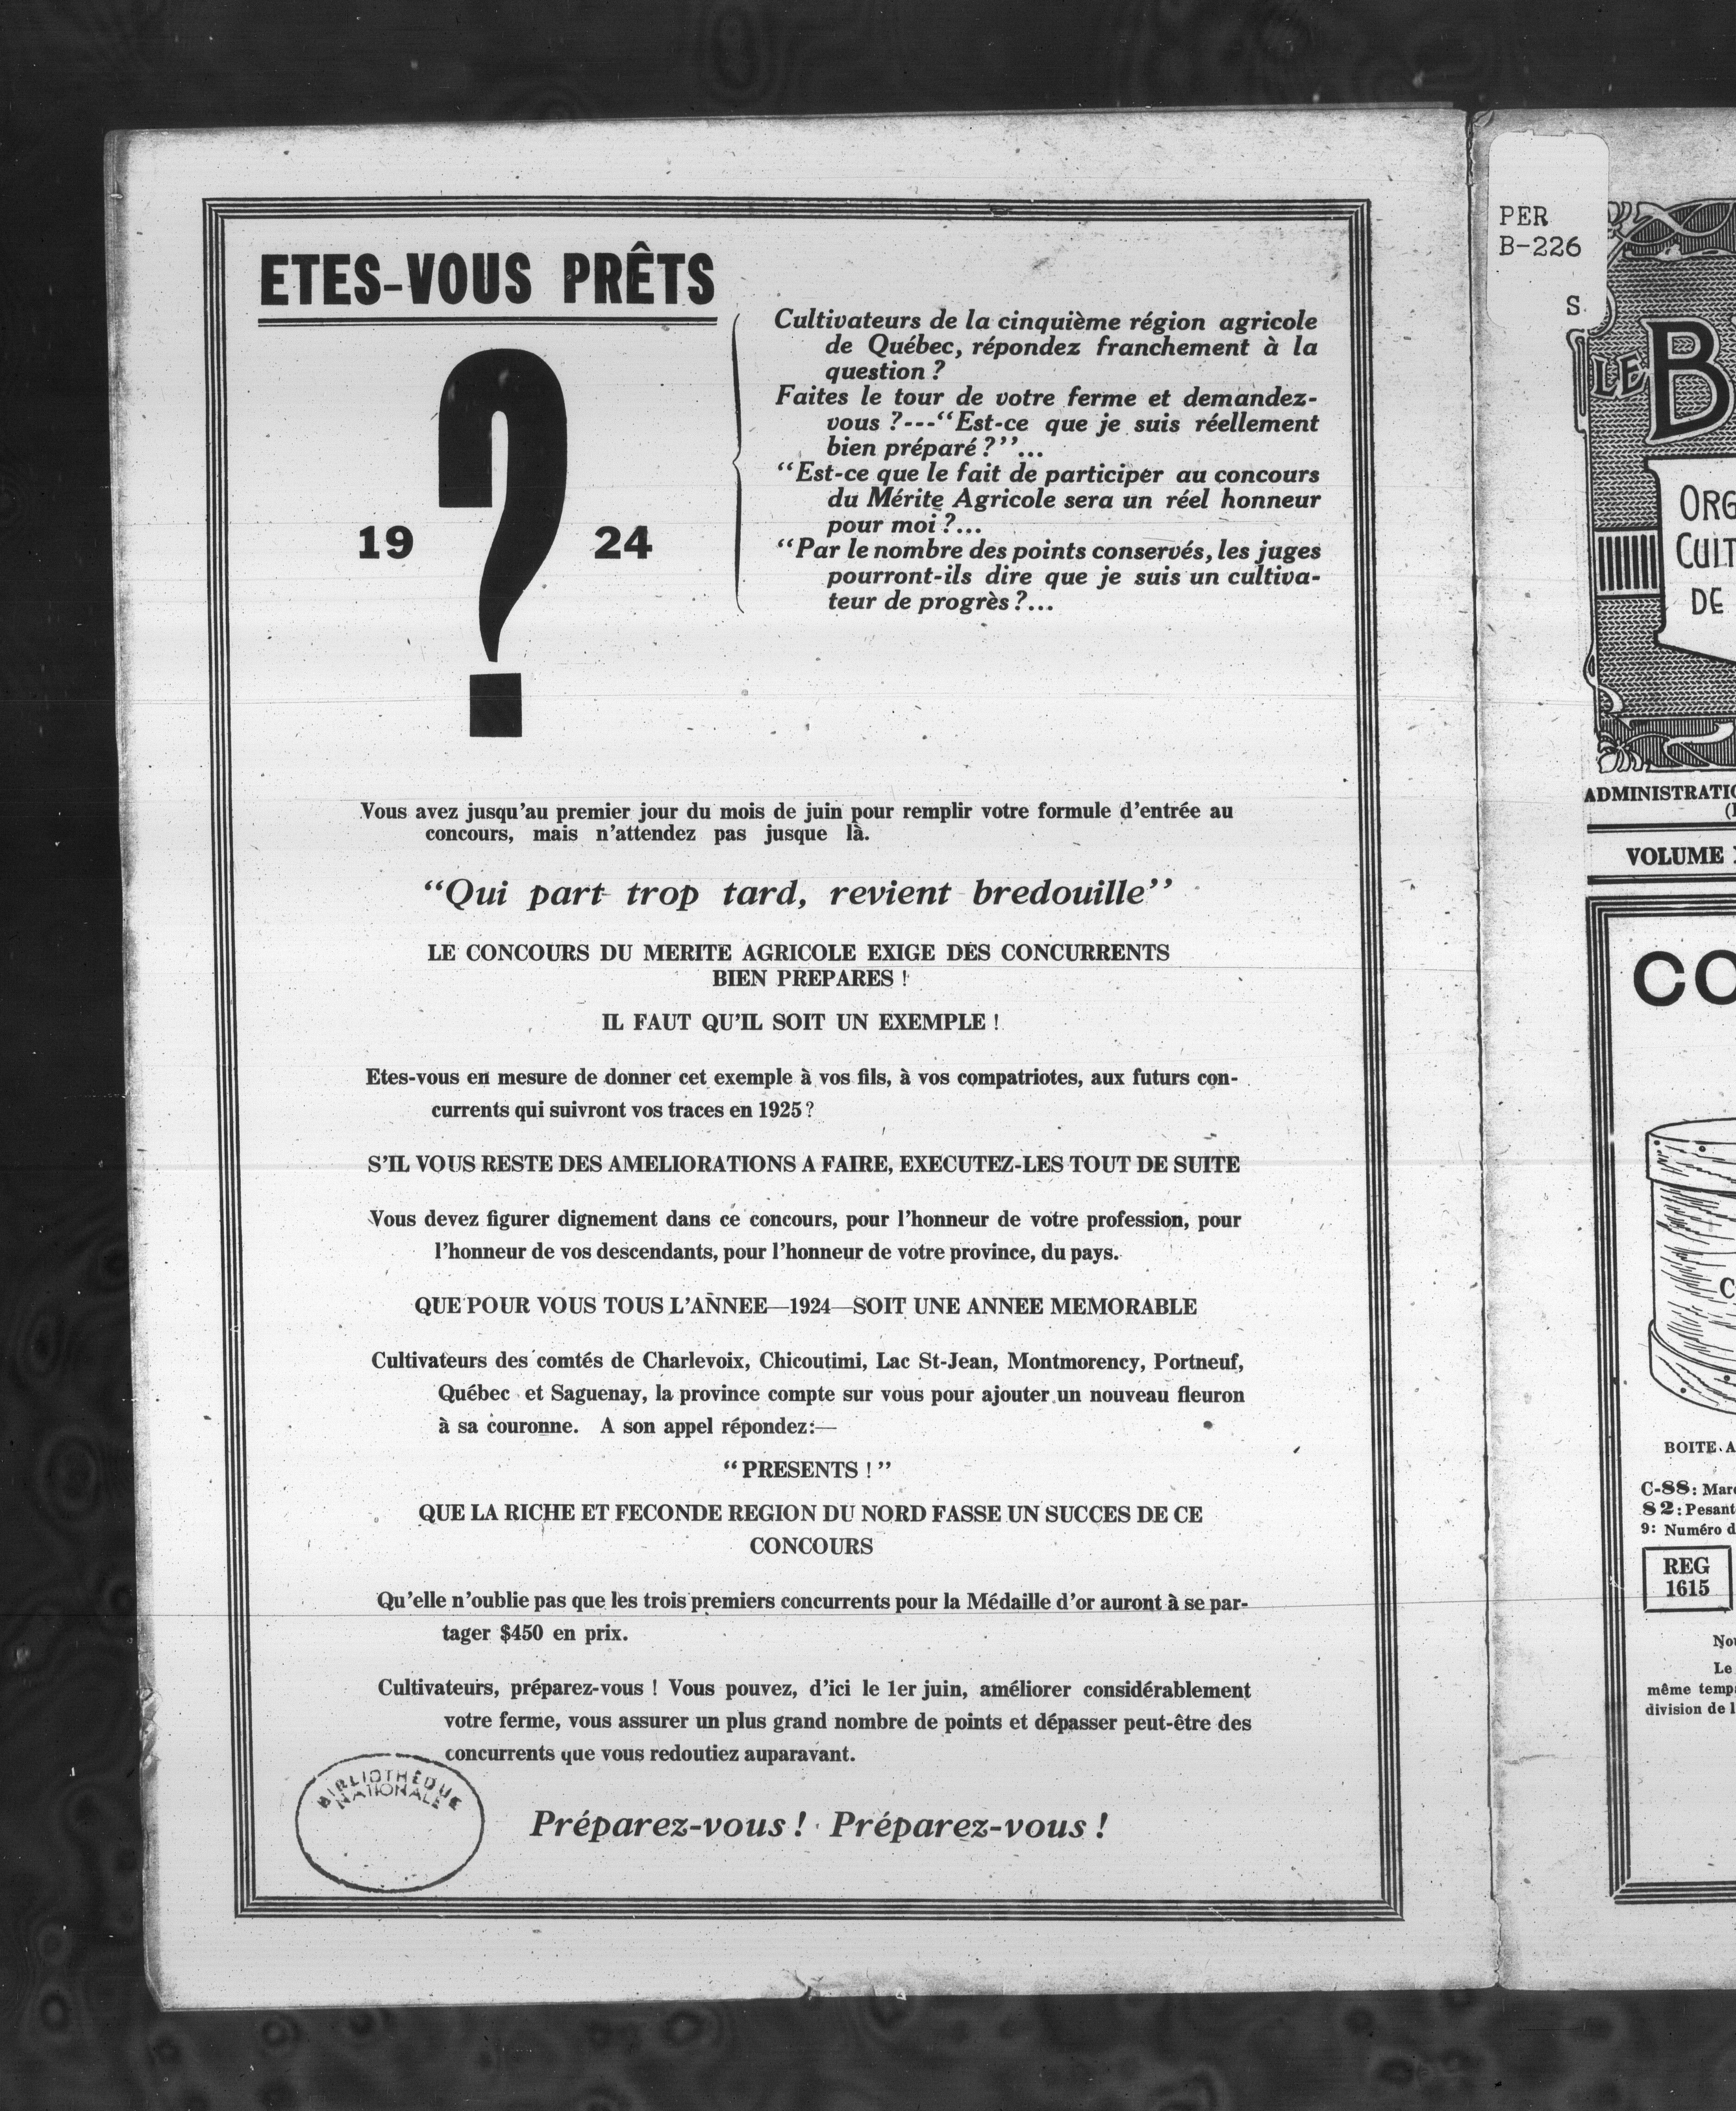 ETES-VOUS PRÊTS
?
19 24
Cultivateurs de la cinquième région agricole
de Québec, répondez franchement à la
question ?
Faites le tour de votre ferme et demandez-
vous ?---“Est-ce que je suis réellement
bien préparé ?”...
“Est-ce que le fait de participer au concours
du Mérite Agricole sera un réel honneur
pour moi ?...
“Par le nombre des points conservés, les juges
pourront-ils dire que je suis un cultiva-
teur de progrès ?...
Vous avez jusqu'au premier jour du mois de juin pour remplir votre formule d'entrée au
concours, mais n'attendez pas jusque là.
“Qui part trop tard, revient bredouille”
LE CONCOURS DU MERITE AGRICOLE EXIGE DES CONCURRENTS
BIEN PREPARES !
IL FAUT QU'IL SOIT UN EXEMPLE !
Etes-vous en mesure de donner cet exemple à vos fils, à vos compatriotes, aux futurs con-
currents qui suivront vos traces en 1925 ?
S'IL VOUS RESTE DES AMELIORATIONS A FAIRE, EXECUTEZ-LES TOUT DE SUITE
Vous devez figurer dignement dans ce concours, pour l'honneur de votre profession, pour
l'honneur de vos descendants, pour l'honneur de votre province, du pays.
QUE POUR VOUS TOUS L'ANNEE—1924—SOIT UNE ANNEE MEMORABLE
Cultivateurs des comtés de Charlevoix, Chicoutimi, Lac St-Jean, Montmorency, Portneuf,
Québec et Saguenay, la province compte sur vous pour ajouter un nouveau fleuron
à sa couronne. A son appel répondez:—
“PRESENTS !”
QUE LA RICHE ET FECONDE REGION DU NORD FASSE UN SUCCES DE CE
CONCOURS
Qu'elle n'oublie pas que les trois premiers concurrents pour la Médaille d'or auront à se par-
tager $450 en prix.
Cultivateurs, préparez-vous ! Vous pouvez, d'ici le 1er juin, améliorer considérablement
votre ferme, vous assurer un plus grand nombre de points et dépasser peut-être des
concurrents que vous redoutiez auparavant.
BIBLIOTHÈQUE
NATIONALE
Préparez-vous ! Préparez-vous !
PER
B-226
S.
LE B
ORG
CULT
DE
ADMINISTRATIO
VOLUME
CO
C
BOITE A
C-88: Marq
82: Pesant
9: Numéro d
REG
1615
Nou
Le
même temp
division de l